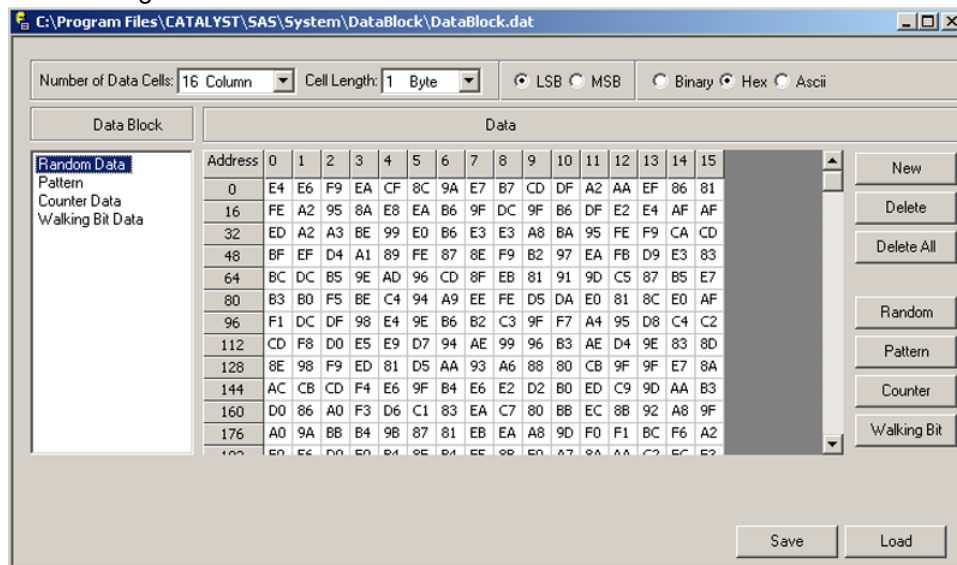 C:\Program Files\CATALYST\SAS\System\DataBlock\DataBlock.dat
Number of Data Cells: 16 Column Cell Length: 1 Byte LSB MSB Binary Hex Ascii
Data Block Data
Random Data
Pattern
Counter Data
Walking Bit Data
Address 0 1 2 3 4 5 6 7 8 9 10 11 12 13 14 15
0 E4 E6 F9 EA CF 8C 9A E7 B7 CD DF A2 AA EF 86 81
16 FE A2 95 8A E8 EA B6 9F DC 9F B6 DF E2 E4 AF AF
32 ED A2 A3 BE 99 E0 B6 E3 E3 A8 BA 95 FE F9 CA CD
48 BF EF D4 A1 89 FE 87 8E F9 B2 97 EA FB D9 E3 83
64 BC DC B5 9E AD 96 CD 8F EB 81 91 9D C5 87 B5 E7
80 B3 B0 F5 BE C4 94 A9 EE FE D5 DA E0 81 8C E0 AF
96 F1 DC DF 98 E4 9E B6 B2 C3 9F F7 A4 95 D8 C4 C2
112 CD F8 D0 E5 E9 D7 94 AE 99 96 B3 AE D4 9E 83 8D
128 8E 98 F9 ED 81 D5 AA 93 A6 88 80 CB 9F 9F E7 8A
144 AC CB CD F4 E6 9F B4 E6 E2 D2 B0 ED C9 9D AA B3
160 D0 86 A0 F3 D6 C1 83 EA C7 80 BB EC 8B 92 A8 9F
176 A0 9A BB B4 9B 87 81 EB EA A8 9D F0 F1 BC F6 A2
New
Delete
Delete All
Random
Pattern
Counter
Walking Bit
Save Load